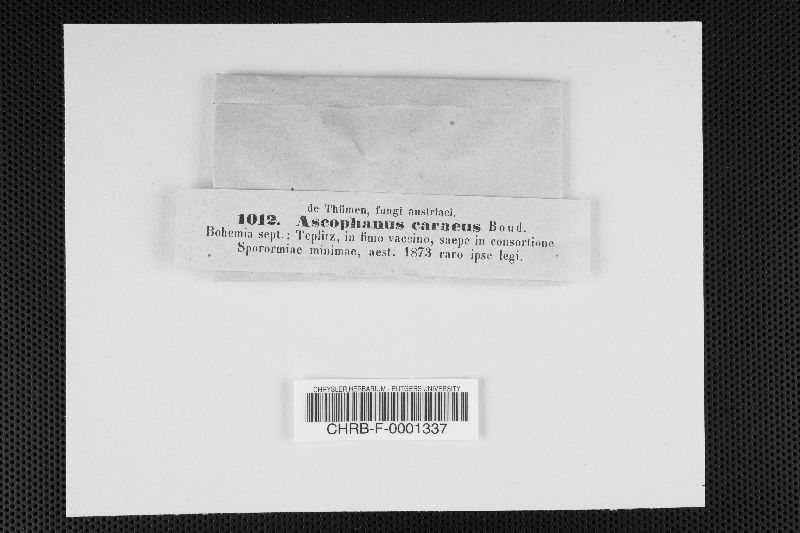 de Thümen, fungi austriaci.
1012. Ascophanus carneus Boud.
Bohemia sept.: Teplitz, in fimo vaccino, saepe in consortione
Sporormiae minimae, aest. 1873 raro ipse legi.
CHRYSLER HERBARIUM - RUTGERS UNIVERSITY
CHRB-F-0001337